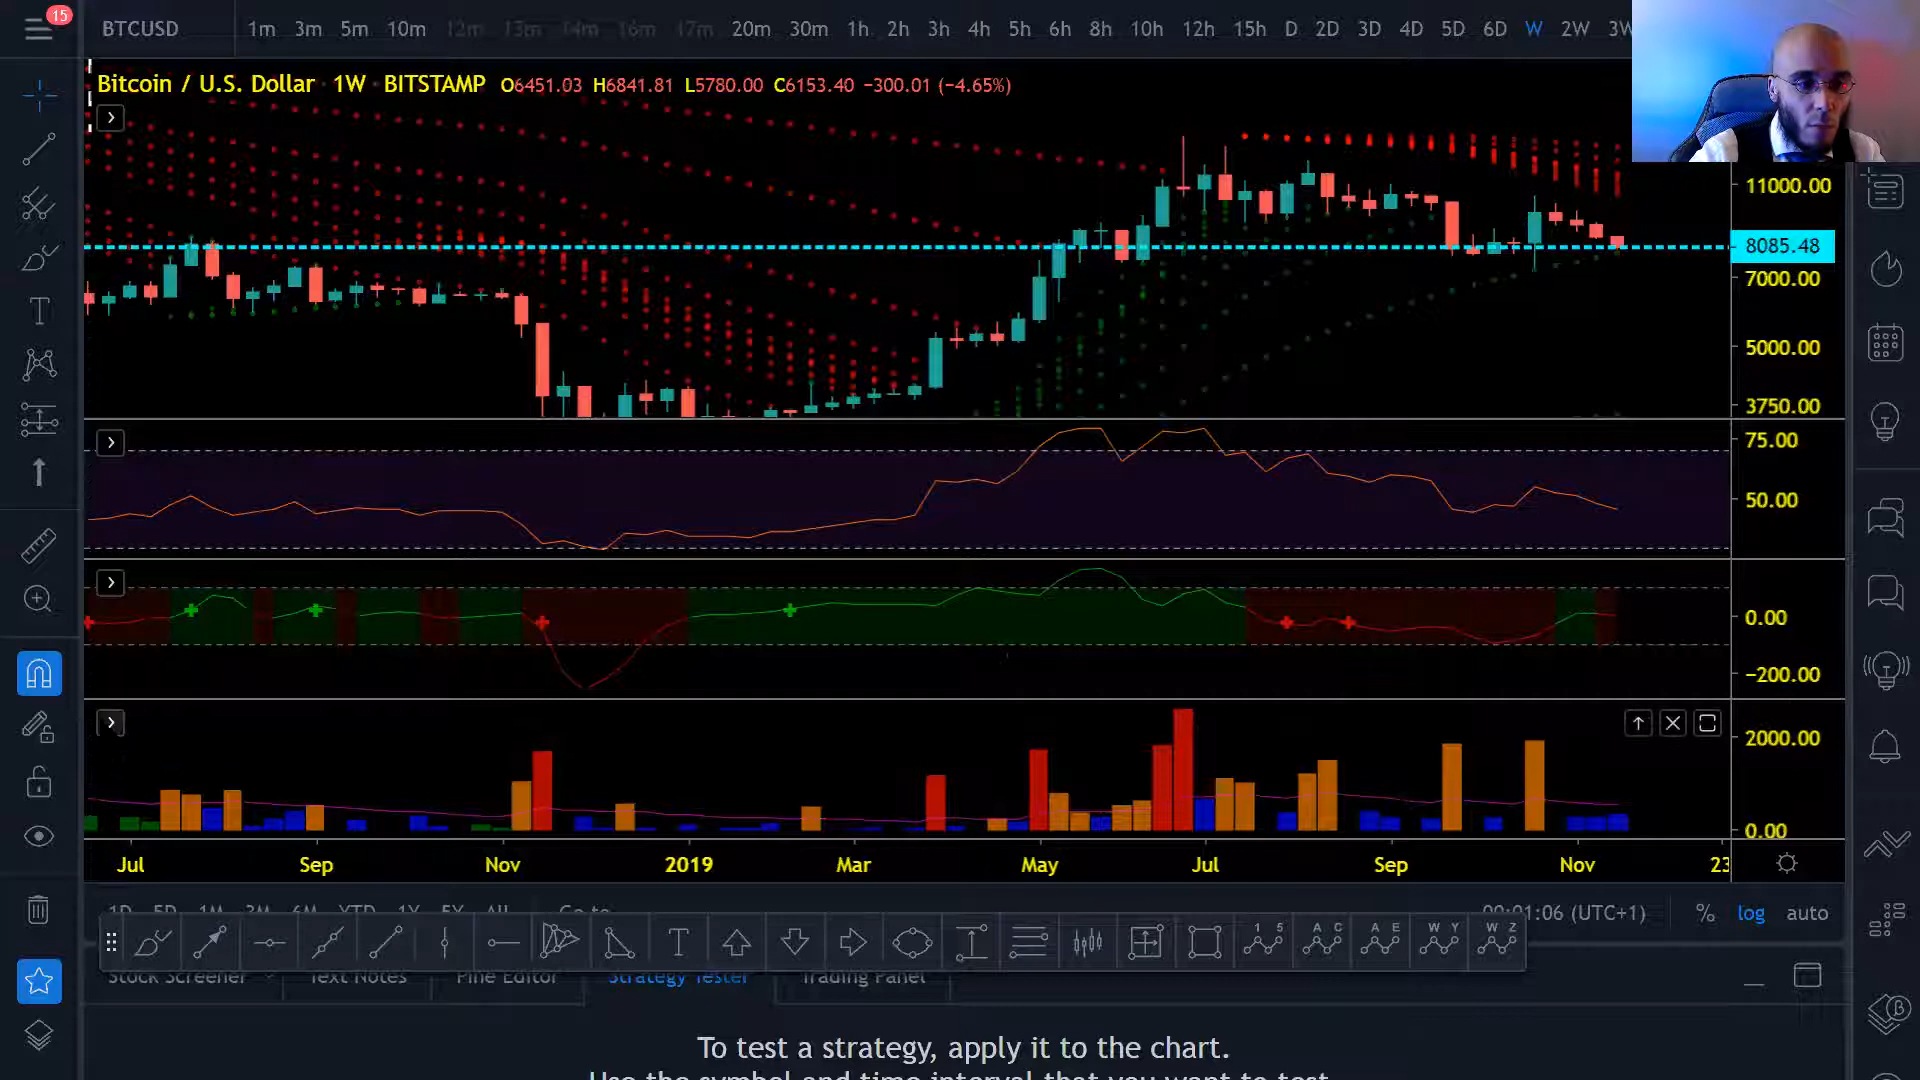 15
BTCUSD 1m 3m 5m 10m 12m 13m 14m 16m 17m 20m 30m 1h 2h 3h 4h 5h 6h 8h 10h 12h 15h D 2D 3D 4D 5D 6D W 2W 3W
Bitcoin / U.S. Dollar · 1W · BITSTAMP O6451.03 H6841.81 L5780.00 C6153.40 −300.01 (−4.65%)
11000.00
8085.48
7000.00
5000.00
3750.00
75.00
50.00
0.00
−200.00
2000.00
0.00
Jul Sep Nov 2019 Mar May Jul Sep Nov 23
1D 5D 1M 3M 6M YTD 1Y 5Y All Go to (UTC+1) % log auto
T 1 5 A C A E W Y W Z
Stock Screener Text Notes Pine Editor Strategy Tester Trading Panel
To test a strategy, apply it to the chart.
Use the symbol and time interval that you want to test